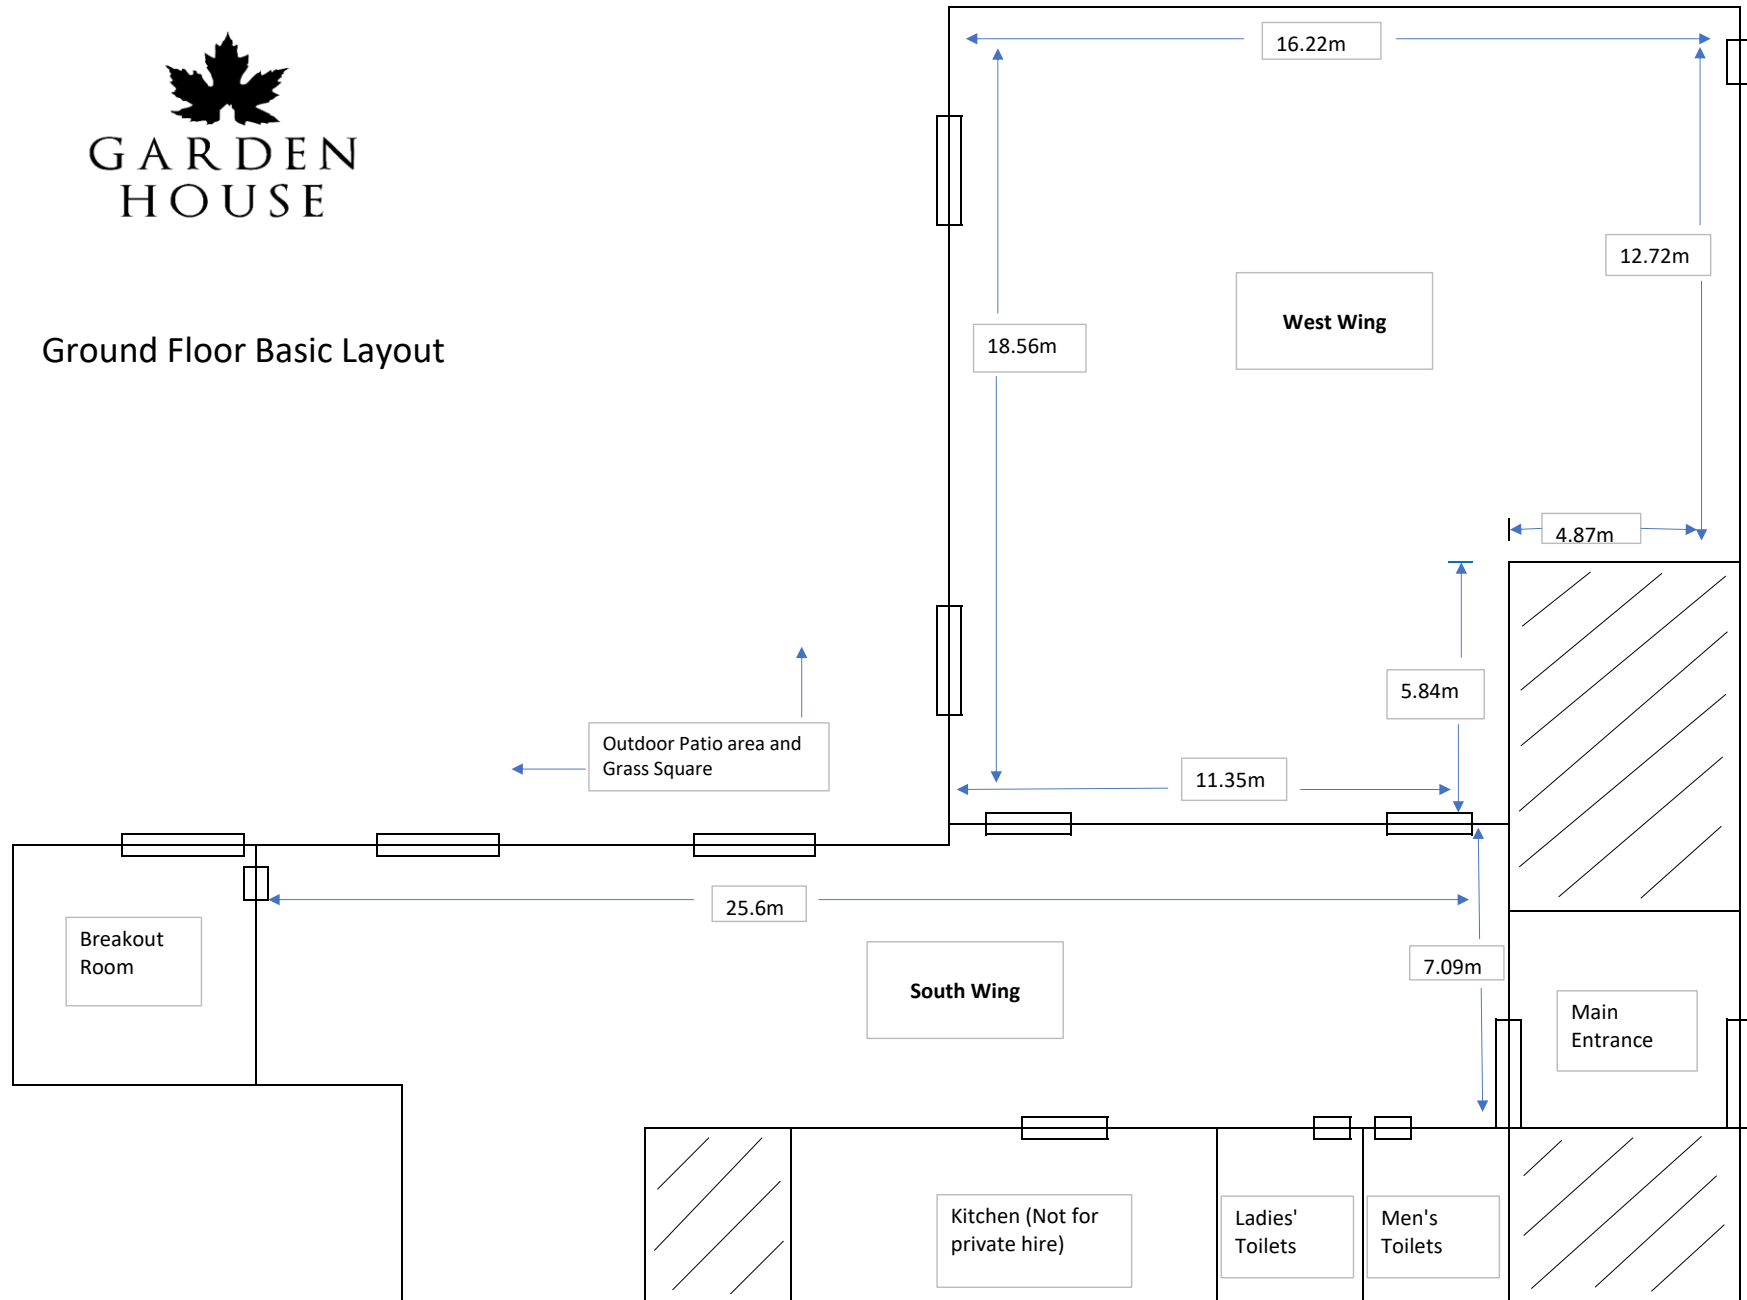 GARDEN
HOUSE
Ground Floor Basic Layout
16.22m
12.72m
West Wing
18.56m
4.87m
5.84m
Outdoor Patio area and
Grass Square
11.35m
25.6m
Breakout
Room
South Wing
7.09m
Main
Entrance
Kitchen (Not for
private hire)
Ladies'
Toilets
Men's
Toilets